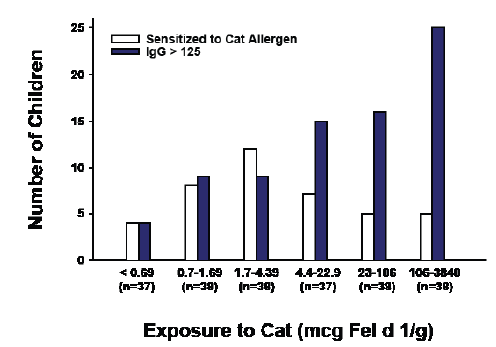 25
Sensitized to Cat Allergen
IgG > 125
20
15
10
5
0
Number of Children
< 0.69 0.7-1.69 1.7-4.39 4.4-22.9 23-106 106-3840
(n=37) (n=39) (n=39) (n=37) (n=39) (n=39)
Exposure to Cat (mcg Fel d 1/g)